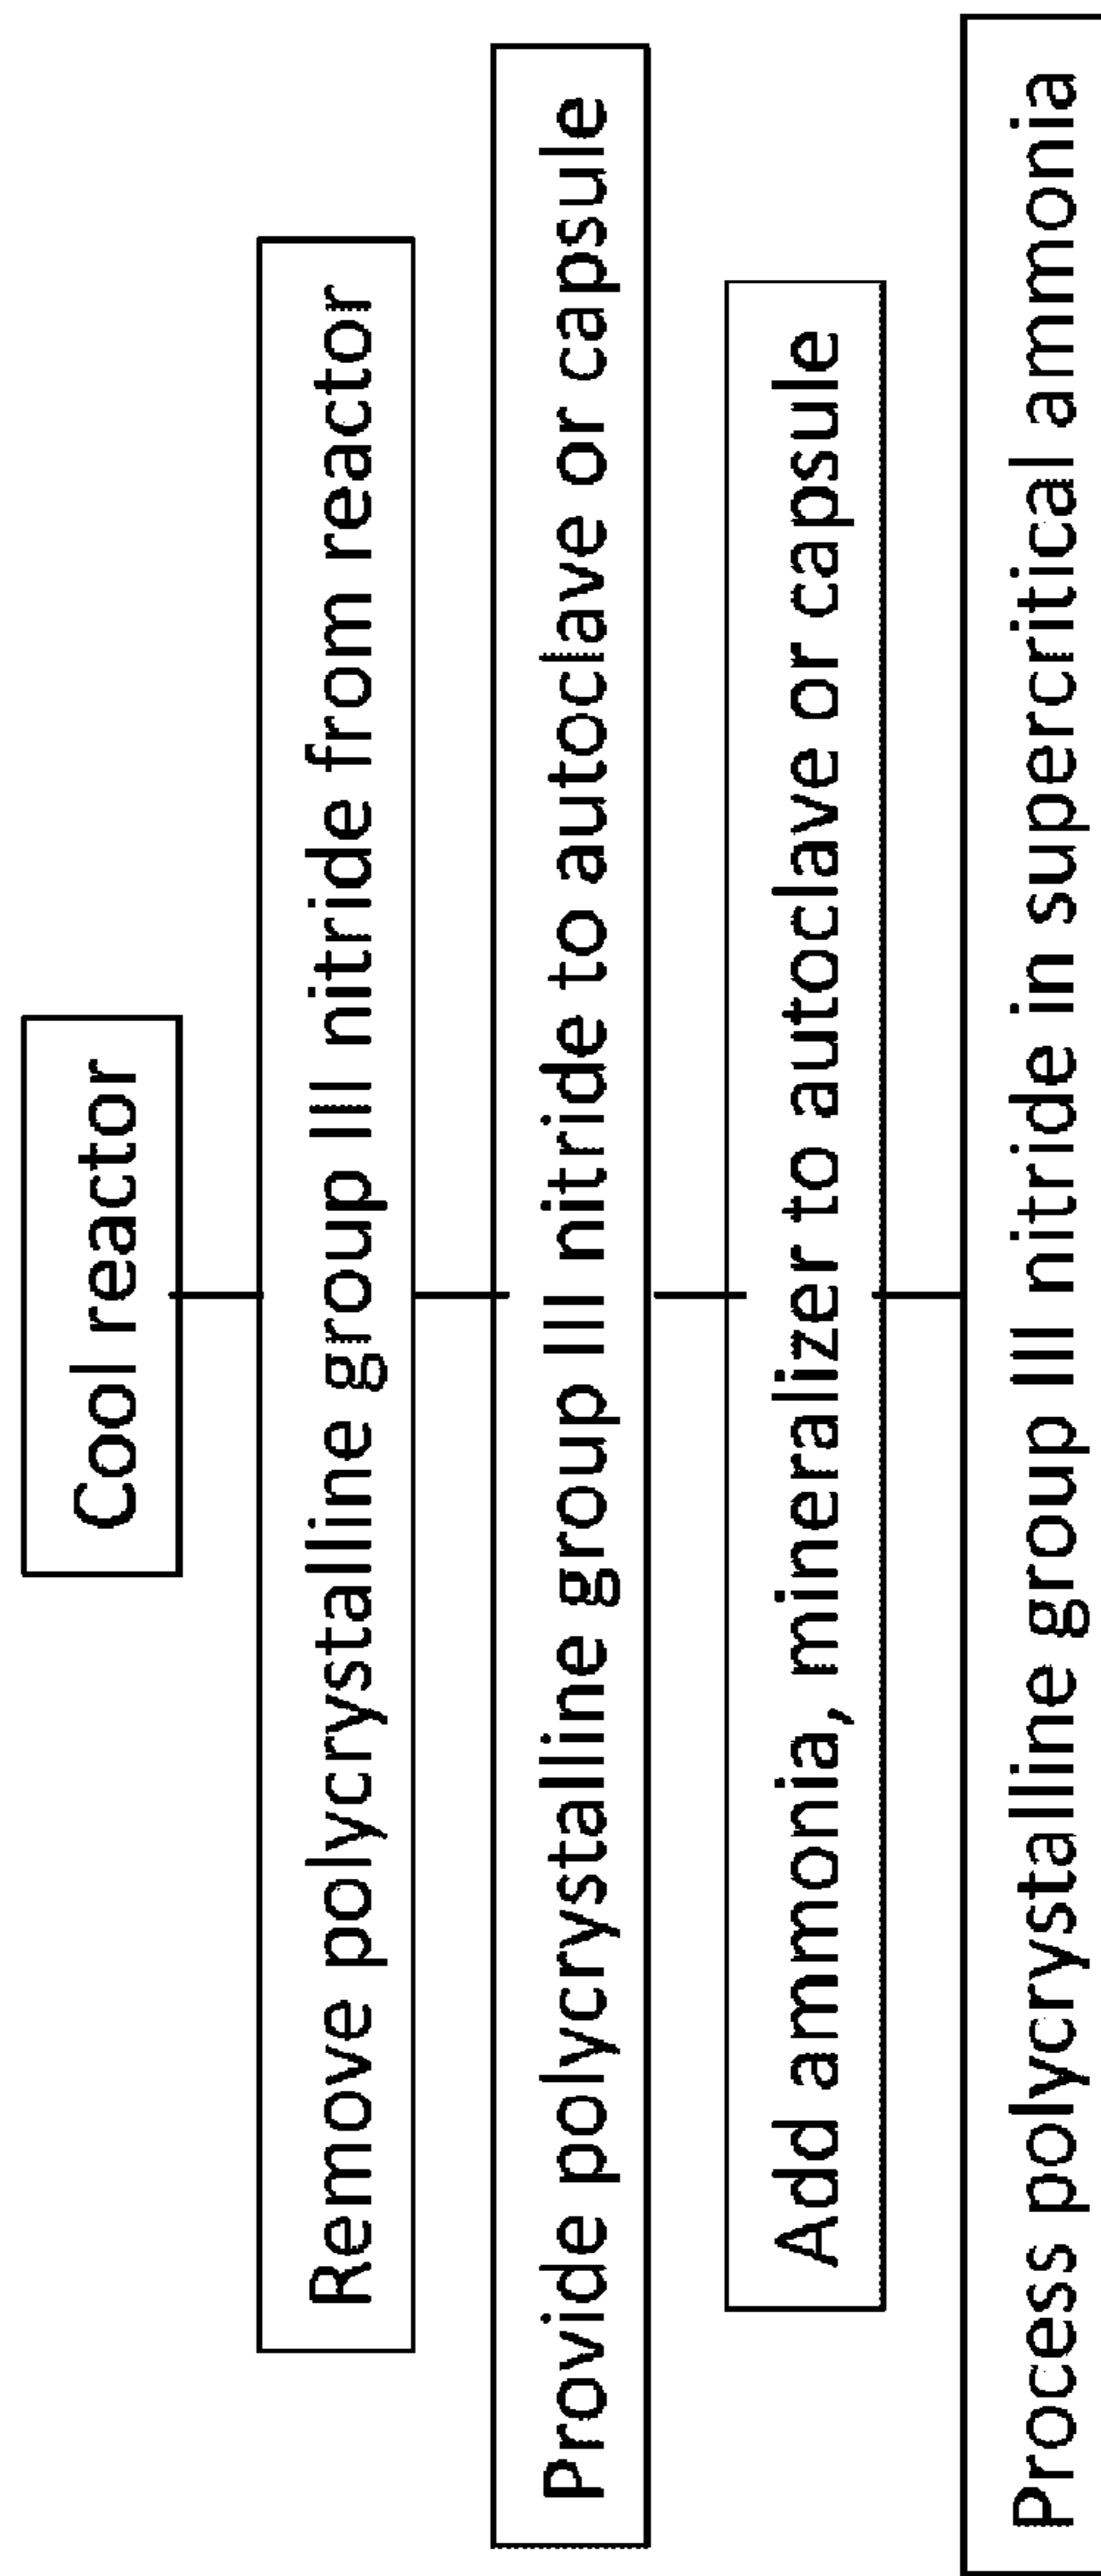 Cool reactor
Remove polycrystalline group III nitride from reactor
Provide polycrystalline group III nitride to autoclave or capsule
Add ammonia, mineralizer to autoclave or capsule
Process polycrystalline group III nitride in supercritical ammonia